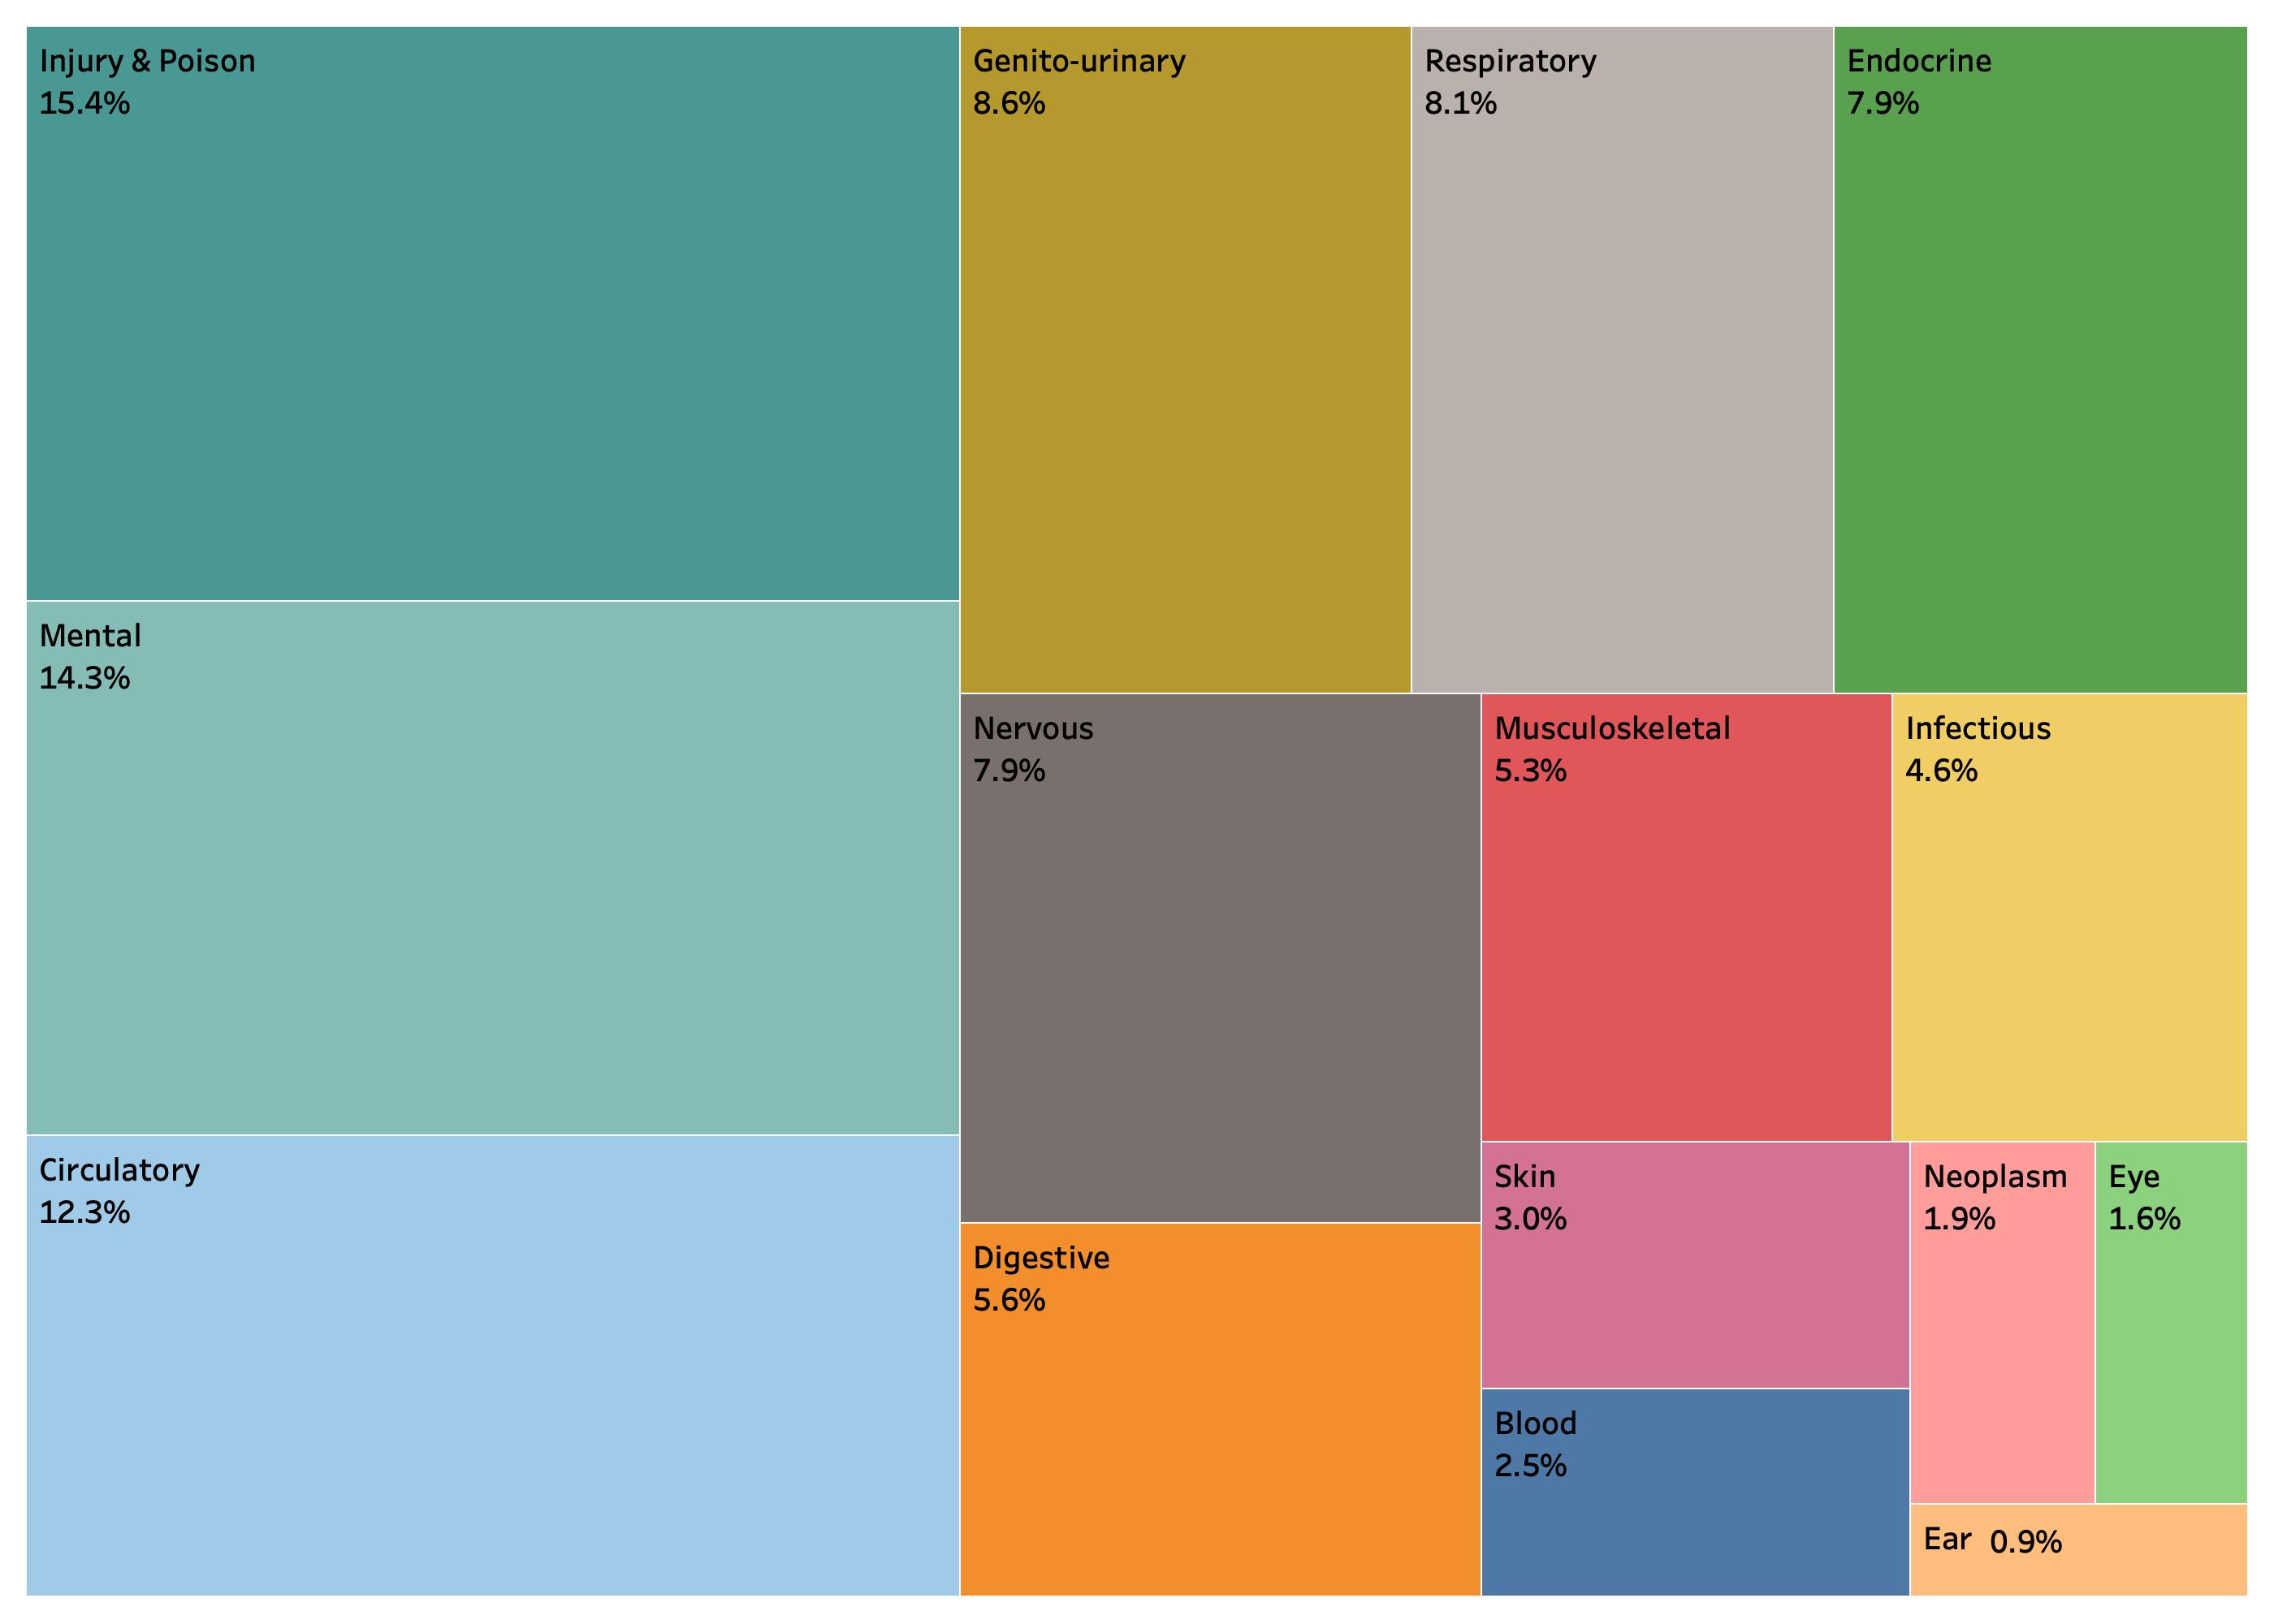 Injury & Poison
15.4%
Genito-urinary
8.6%
Respiratory
8.1%
Endocrine
7.9%
Mental
14.3%
Nervous
7.9%
Musculoskeletal
5.3%
Infectious
4.6%
Circulatory
12.3%
Digestive
5.6%
Skin
3.0%
Neoplasm
1.9%
Eye
1.6%
Blood
2.5%
Ear 0.9%